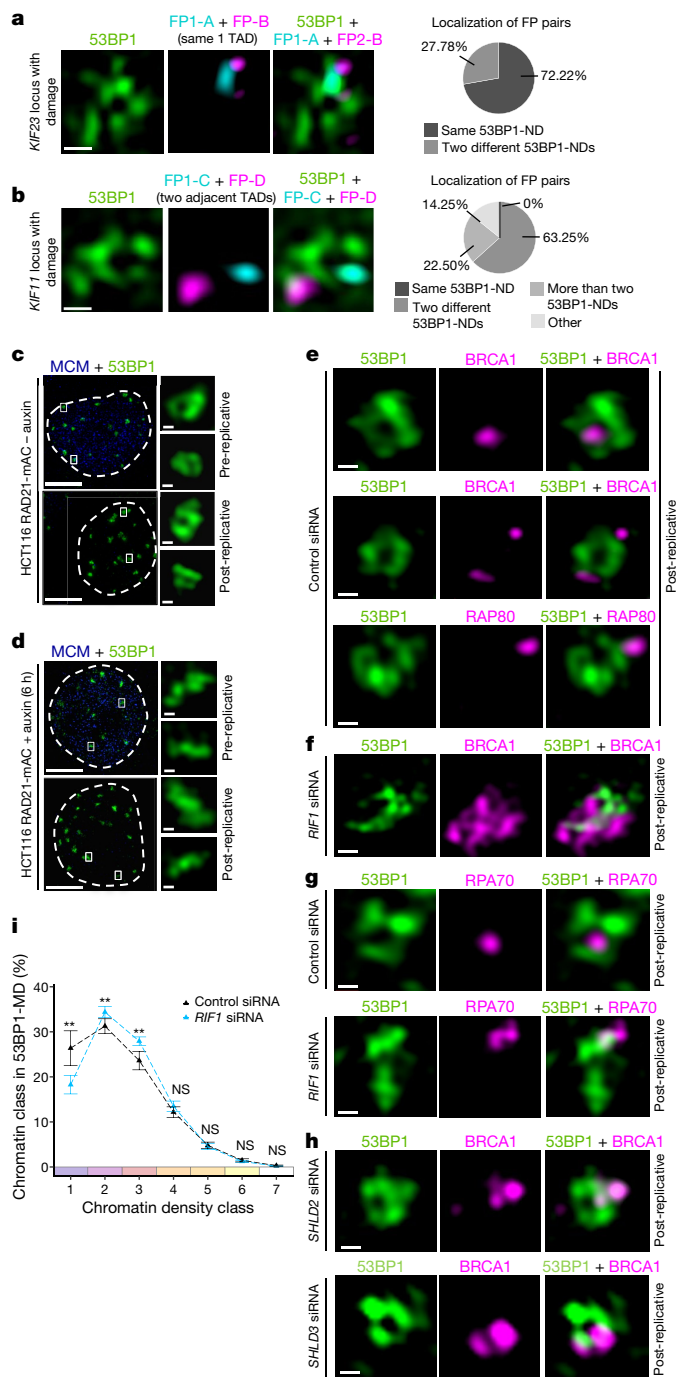 a
53BP1
FP1-A + FP-B
(same 1 TAD)
53BP1 +
FP1-A + FP2-B
KIF23 locus with
damage
Localization of FP pairs
27.78%
72.22%
Same 53BP1-ND
Two different 53BP1-NDs
b
53BP1
FP1-C + FP-D
(two adjacent TADs)
53BP1 +
FP-C + FP-D
KIF11 locus with
damage
Localization of FP pairs
14.25%
0%
63.25%
22.50%
Same 53BP1-ND
Two different
53BP1-NDs
More than two
53BP1-NDs
Other
c
MCM + 53BP1
HCT116 RAD21-mAC – auxin
Pre-replicative
Post-replicative
d
MCM + 53BP1
HCT116 RAD21-mAC + auxin (6 h)
Pre-replicative
Post-replicative
e
53BP1
BRCA1
53BP1 + BRCA1
53BP1
BRCA1
53BP1 + BRCA1
Control siRNA
Post-replicative
53BP1
RAP80
53BP1 + RAP80
f
53BP1
BRCA1
53BP1 + BRCA1
RIF1 siRNA
Post-replicative
g
53BP1
RPA70
53BP1 + RPA70
Control siRNA
Post-replicative
53BP1
RPA70
53BP1 + RPA70
RIF1 siRNA
Post-replicative
h
53BP1
BRCA1
53BP1 + BRCA1
SHLD2 siRNA
Post-replicative
53BP1
BRCA1
53BP1 + BRCA1
SHLD3 siRNA
Post-replicative
i
Chromatin class in 53BP1-MD (%)
40
30
20
10
0
** ** ** NS NS NS NS
Control siRNA
RIF1 siRNA
1 2 3 4 5 6 7
Chromatin density class